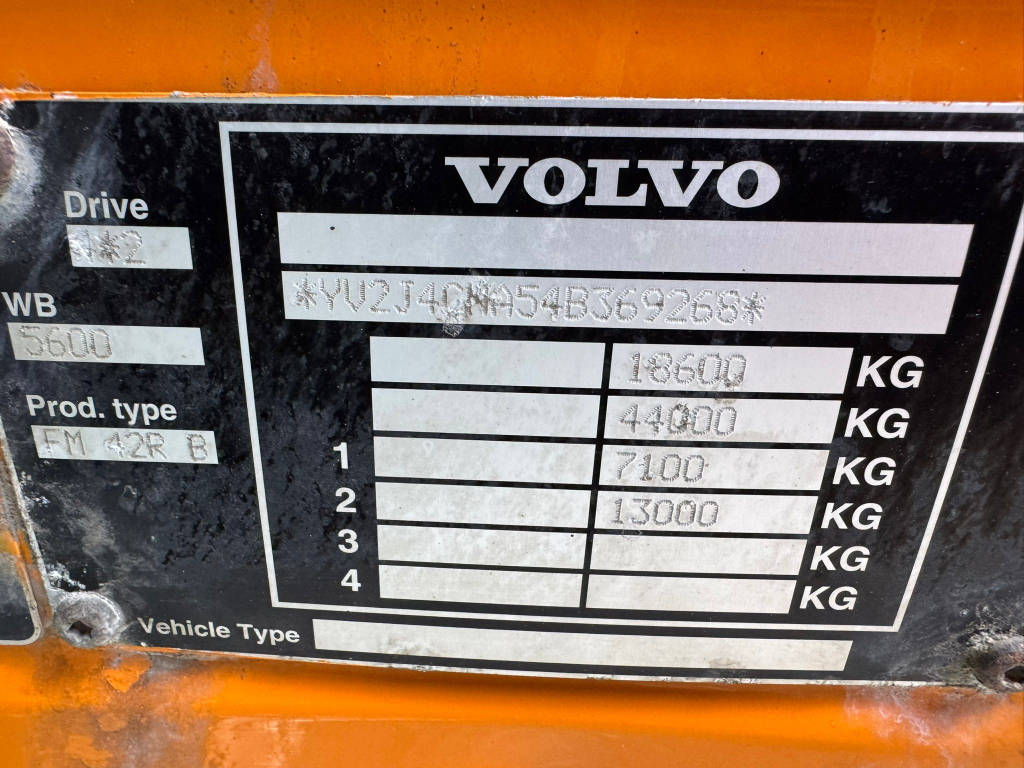 VOLVO
Drive
4*2
*YV2J4CMA54B369268*
WB
5600
18600 KG
44000 KG
Prod. type
FM 42R B
1 7100 KG
2 13000 KG
3 KG
4 KG
Vehicle Type